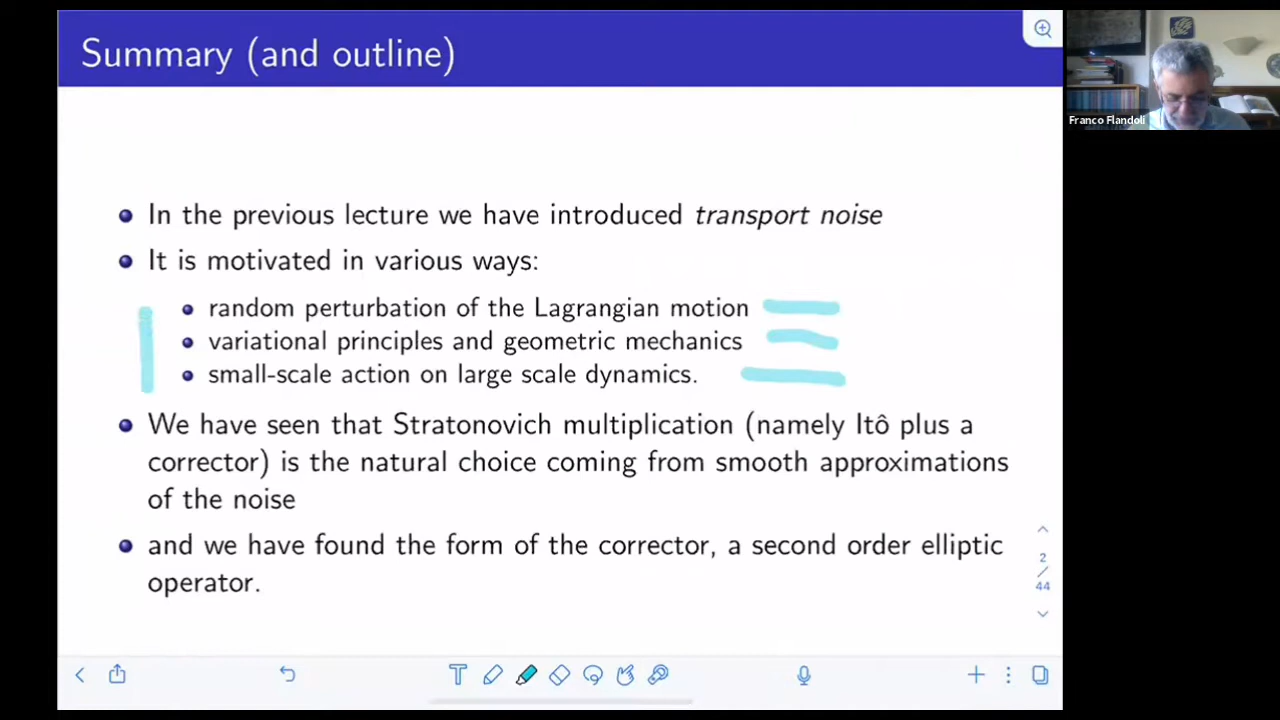 Summary (and outline)
Franco Flandoli
In the previous lecture we have introduced transport noise
It is motivated in various ways:
random perturbation of the Lagrangian motion
variational principles and geometric mechanics
small-scale action on large scale dynamics.
We have seen that Stratonovich multiplication (namely Itô plus a
corrector) is the natural choice coming from smooth approximations
of the noise
and we have found the form of the corrector, a second order elliptic
operator.
2
/
44
T